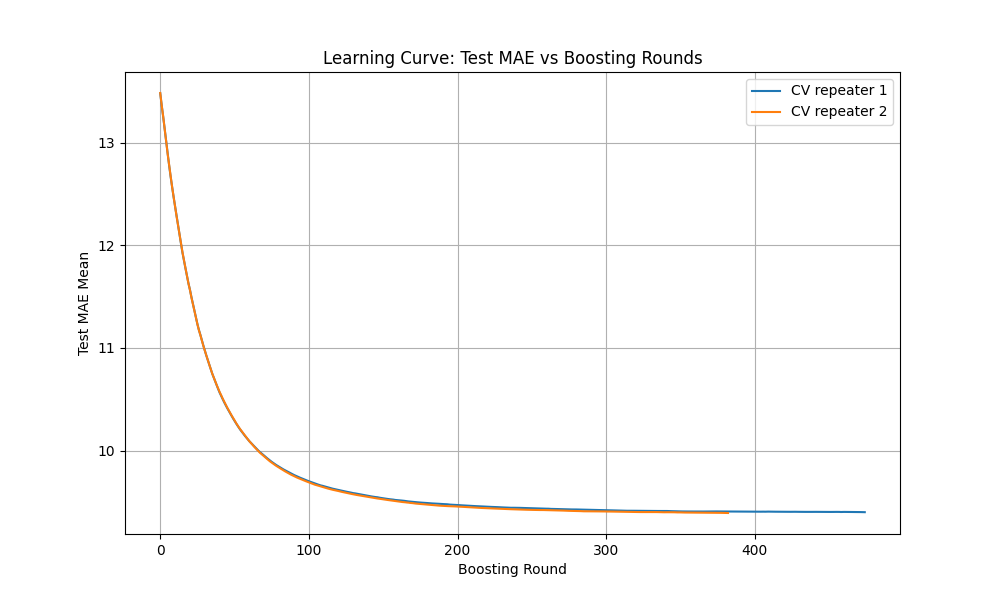 Learning Curve: Test MAE vs Boosting Rounds
CV repeater 1
CV repeater 2
Test MAE Mean
13
12
11
10
0
100
200
300
400
Boosting Round